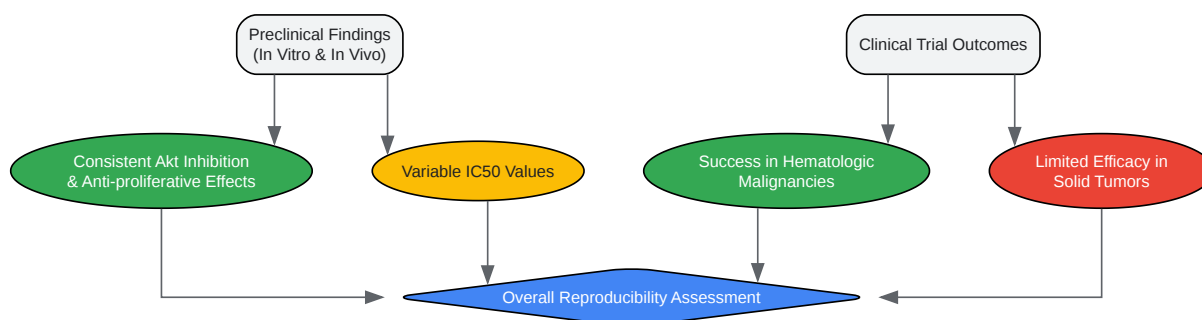 Preclinical Findings
(In Vitro & In Vivo)
Clinical Trial Outcomes
Consistent Akt Inhibition
& Anti-proliferative Effects
Variable IC50 Values
Success in Hematologic
Malignancies
Limited Efficacy in
Solid Tumors
Overall Reproducibility Assessment